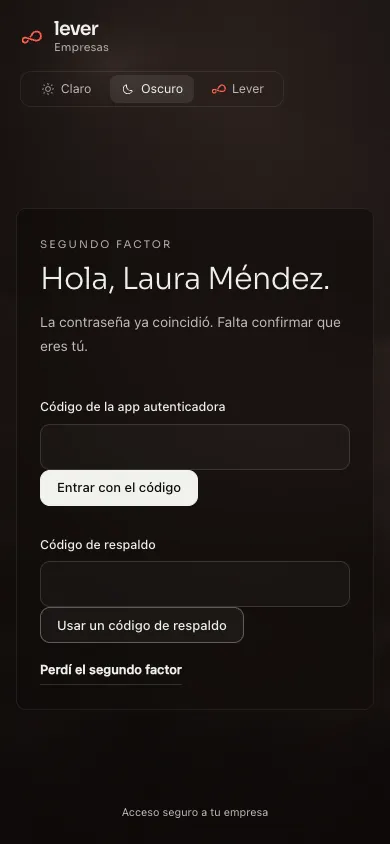 lever
Empresas
Claro
Oscuro
Lever
SEGUNDO FACTOR
Hola, Laura Méndez.
La contraseña ya coincidió. Falta confirmar que
eres tú.
Código de la app autenticadora
Entrar con el código
Código de respaldo
Usar un código de respaldo
Perdí el segundo factor
Acceso seguro a tu empresa